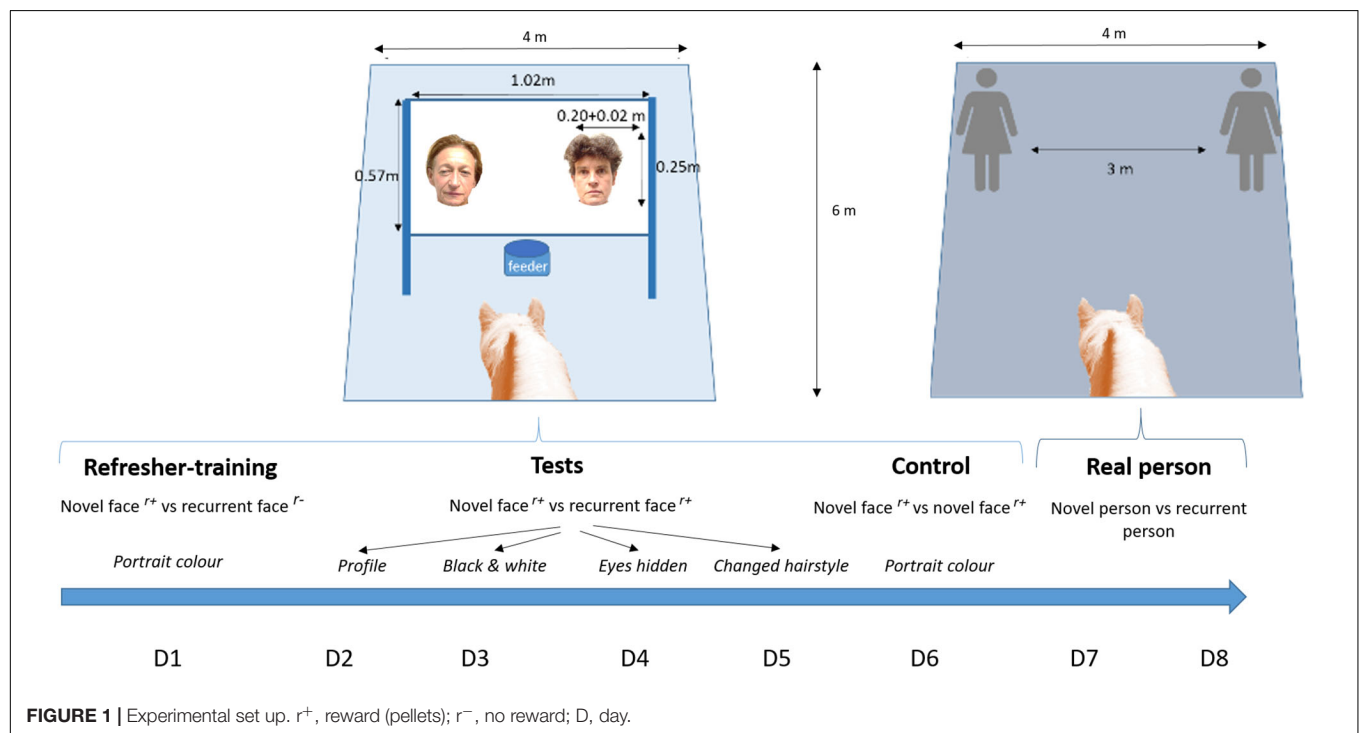 4 m
4 m
1.02m
0.20+0.02 m
0.57m
0.25m
3 m
6 m
feeder
Refresher-training
Tests
Control
Real person
Novel face r+ vs recurrent face r-
Novel face r+ vs recurrent face r+
Novel face r+ vs novel face r+
Novel person vs recurrent
person
Portrait colour
Profile
Black & white
Eyes hidden
Changed hairstyle
Portrait colour
D1
D2
D3
D4
D5
D6
D7
D8
FIGURE 1 | Experimental set up. r+, reward (pellets); r−, no reward; D, day.